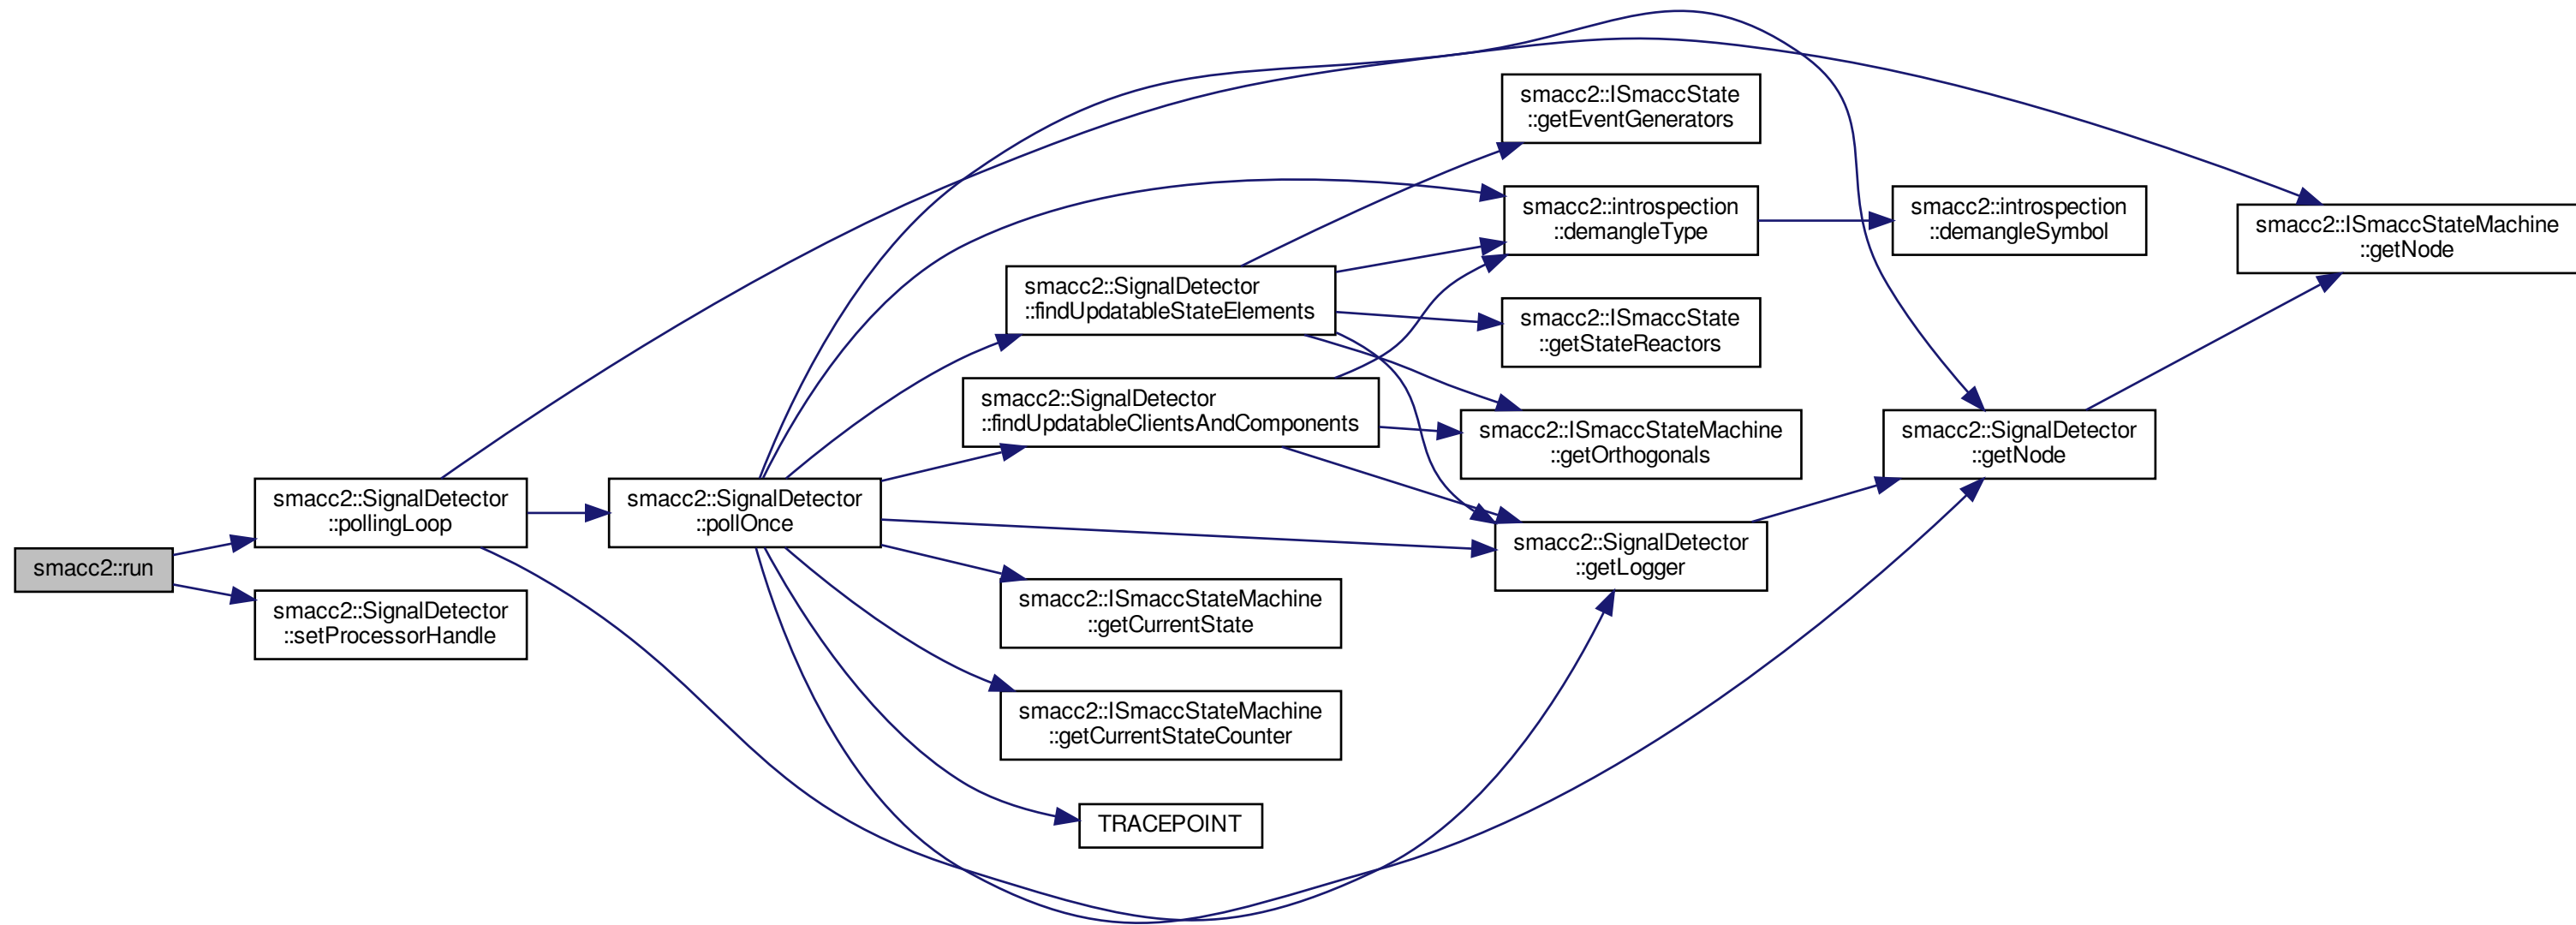 smacc2::run
smacc2::SignalDetector
::pollingLoop
smacc2::SignalDetector
::setProcessorHandle
smacc2::SignalDetector
::pollOnce
smacc2::SignalDetector
::findUpdatableStateElements
smacc2::SignalDetector
::findUpdatableClientsAndComponents
smacc2::ISmaccStateMachine
::getCurrentState
smacc2::ISmaccStateMachine
::getCurrentStateCounter
TRACEPOINT
smacc2::ISmaccState
::getEventGenerators
smacc2::introspection
::demangleType
smacc2::ISmaccState
::getStateReactors
smacc2::ISmaccStateMachine
::getOrthogonals
smacc2::SignalDetector
::getLogger
smacc2::introspection
::demangleSymbol
smacc2::SignalDetector
::getNode
smacc2::ISmaccStateMachine
::getNode